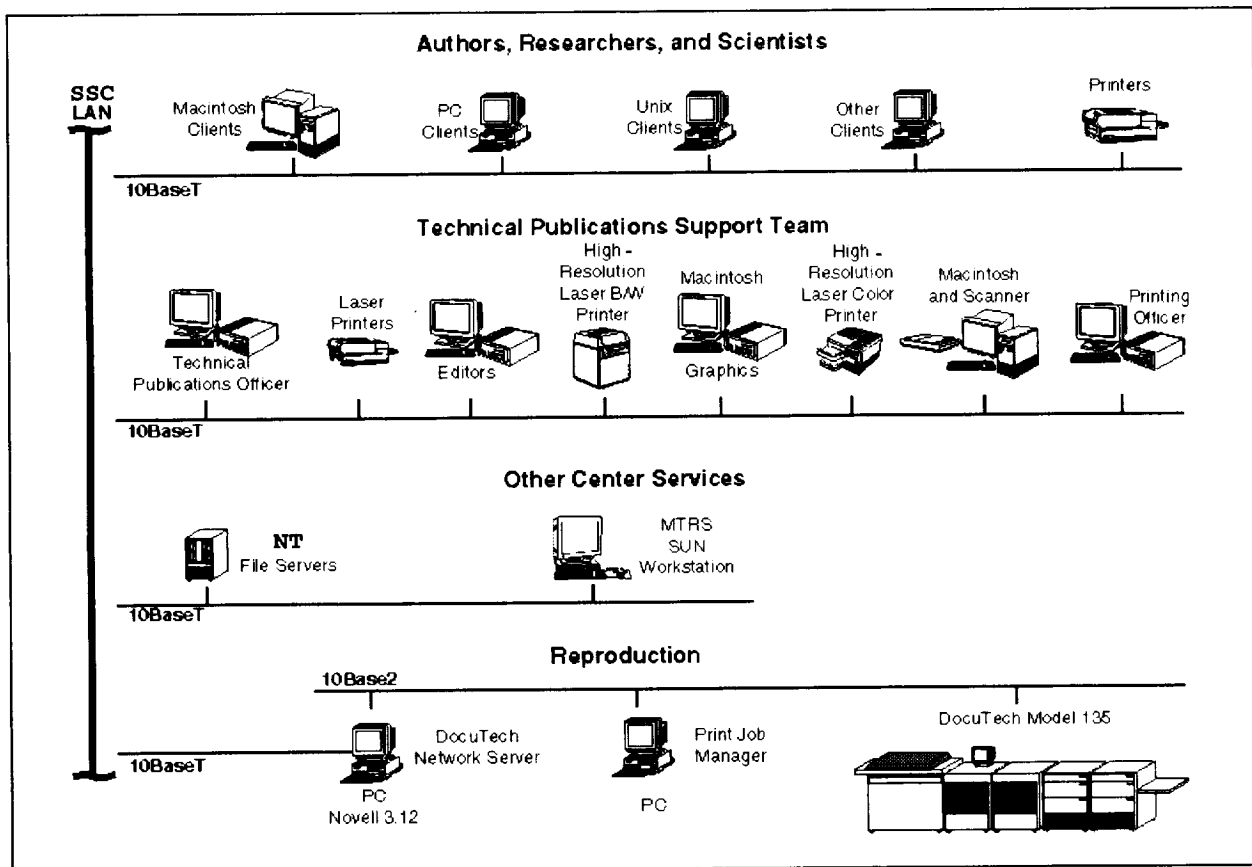 Authors, Researchers, and Scientists
SSC
LAN
Macintosh
Clients
PC
Clients
Unix
Clients
Other
Clients
Printers
10BaseT
Technical Publications Support Team
Technical
Publications Officer
Laser
Printers
Editors
High -
Resolution
Laser B/W
Printer
Macintosh
Graphics
High -
Resolution
Laser Color
Printer
Macintosh
and Scanner
Printing
Officer
10BaseT
Other Center Services
NT
File Servers
MTRS
SUN
Workstation
10BaseT
Reproduction
10Base2
DocuTech
Network Server
PC
Novell 3.12
Print Job
Manager
PC
DocuTech Model 135
10BaseT